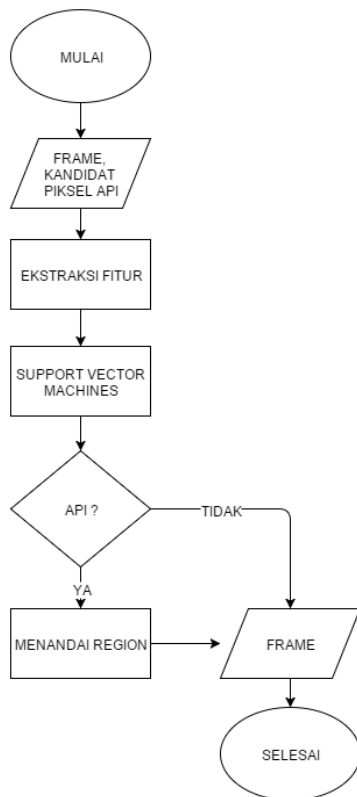 MULAI
FRAME,
KANDIDAT
PIKSEL API
EKSTRAKSI FITUR
SUPPORT VECTOR
MACHINES
API ?
TIDAK
YA
MENANDAI REGION
FRAME
SELESAI